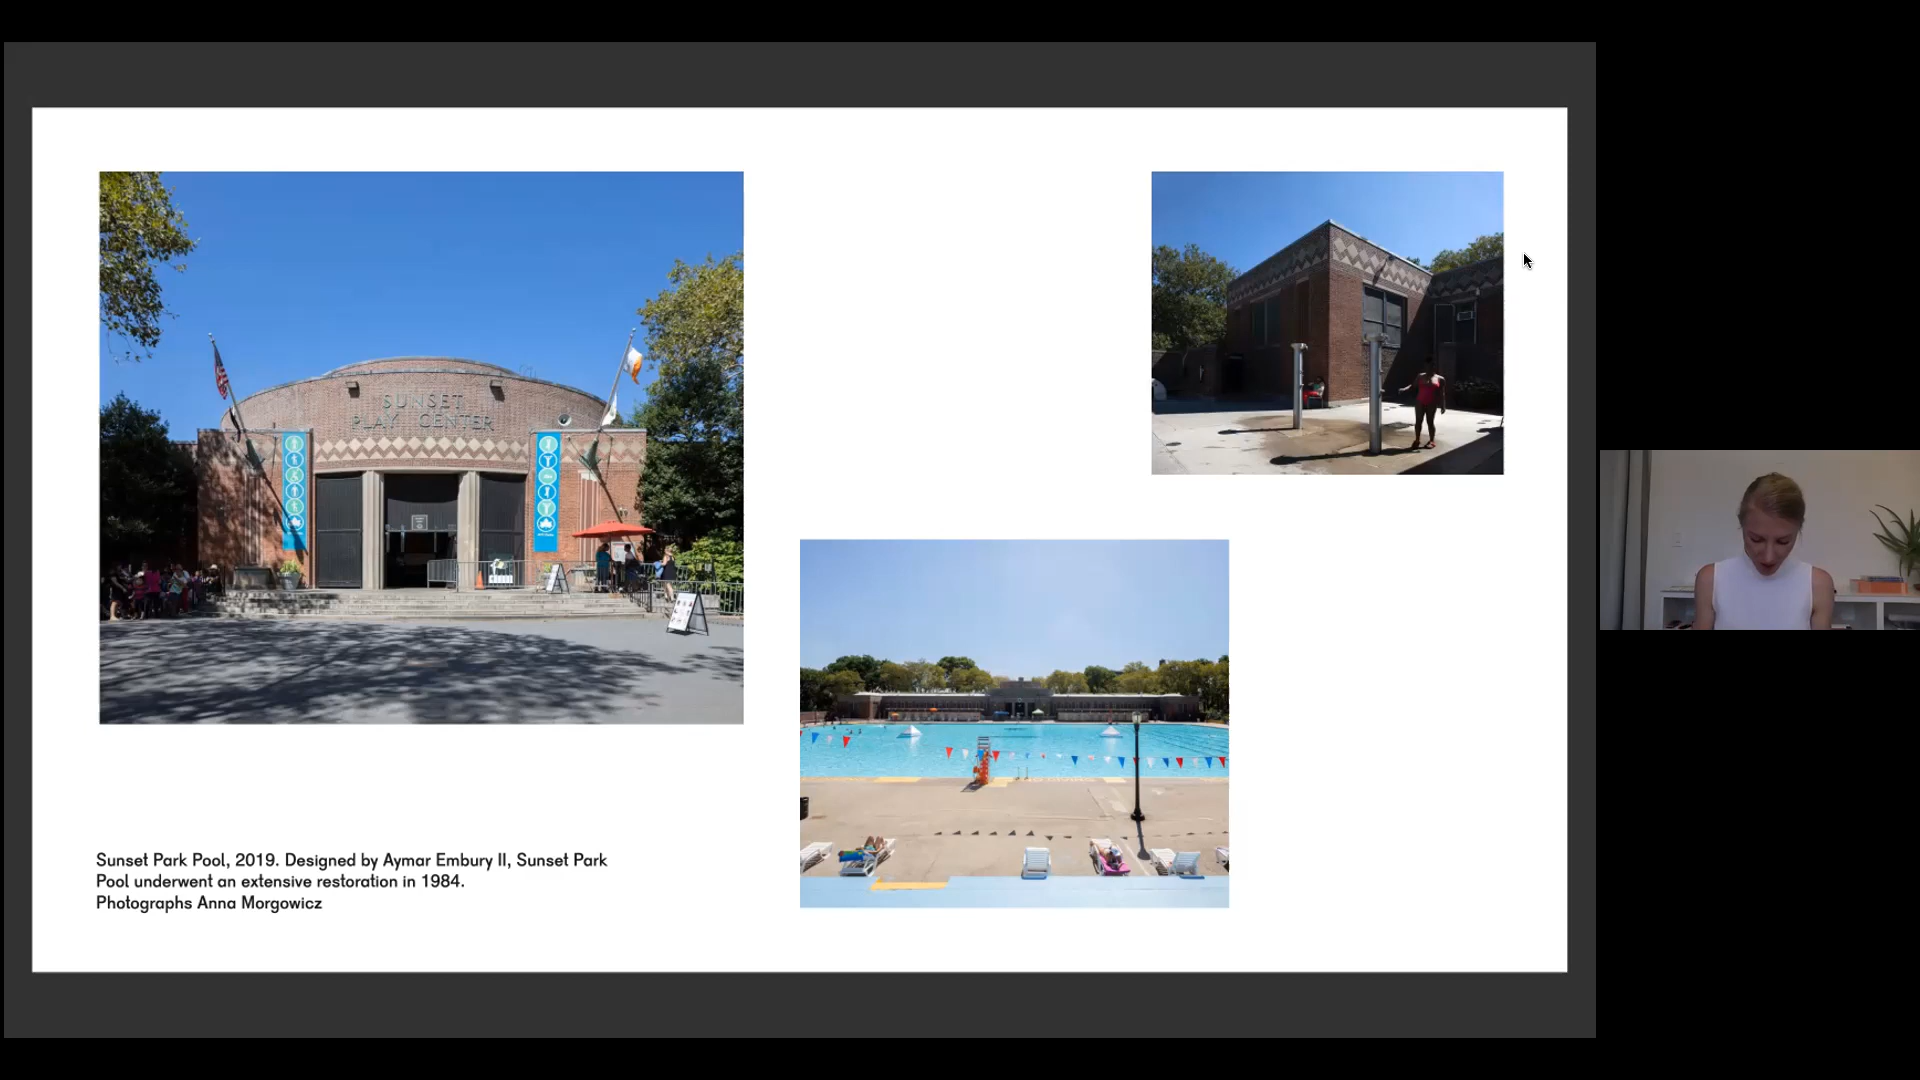 SUNSET
PLAY CENTER
Sunset Park Pool, 2019. Designed by Aymar Embury II, Sunset Park
Pool underwent an extensive restoration in 1984.
Photographs Anna Morgowicz